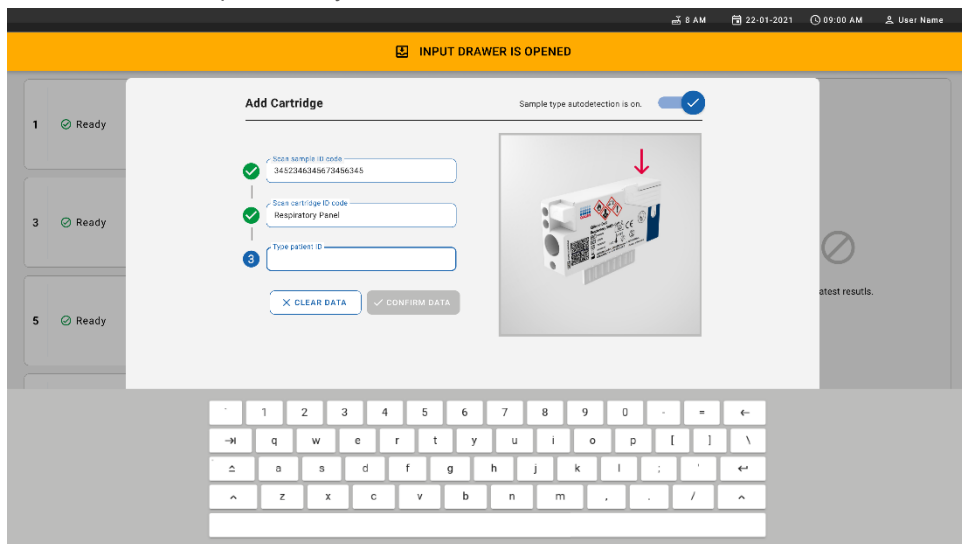 8 AM 22-01-2021 09:00 AM User Name
INPUT DRAWER IS OPENED
Add Cartridge
Sample type autodetection is on.
1 Ready
3 Ready
5 Ready
Scan sample ID code
3452346345673456345
Scan cartridge ID code
Respiratory Panel
3
Type patient ID
CLEAR DATA
CONFIRM DATA
atest resutls.
` 1 2 3 4 5 6 7 8 9 0 - =
q w e r t y u i o p [ ] \
a s d f g h j k l ; '
z x c v b n m , . /